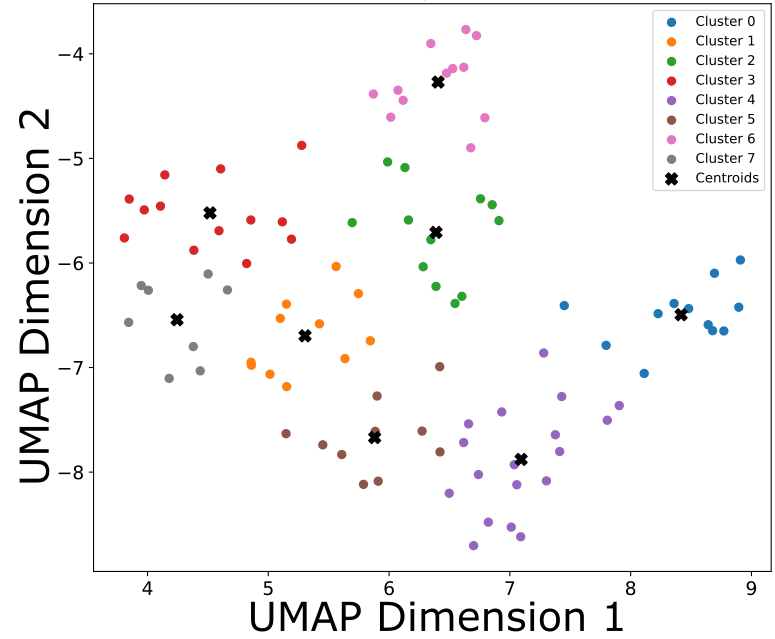 Cluster 0
Cluster 1
Cluster 2
Cluster 3
Cluster 4
Cluster 5
Cluster 6
Cluster 7
Centroids
UMAP Dimension 2
−4
−5
−6
−7
−8
4 5 6 7 8 9
UMAP Dimension 1